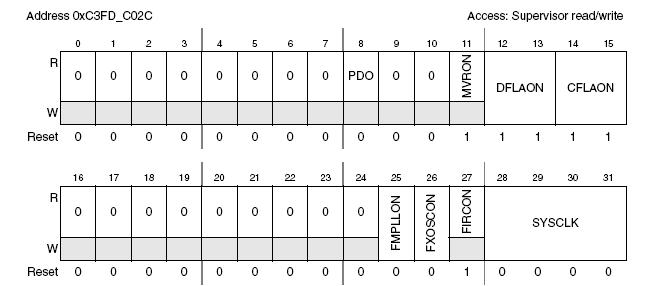 Address 0xC3FD_C02C Access: Supervisor read/write
0 1 2 3 4 5 6 7 8 9 10 11 12 13 14 15
R 0 0 0 0 0 0 0 0 PDO 0 0 MVRON DFLAON CFLAON
W
Reset 0 0 0 0 0 0 0 0 0 0 0 1 1 1 1 1
16 17 18 19 20 21 22 23 24 25 26 27 28 29 30 31
R 0 0 0 0 0 0 0 0 0 FMPLLON FXOSCON FIRCON SYSCLK
W
Reset 0 0 0 0 0 0 0 0 0 0 0 1 0 0 0 0